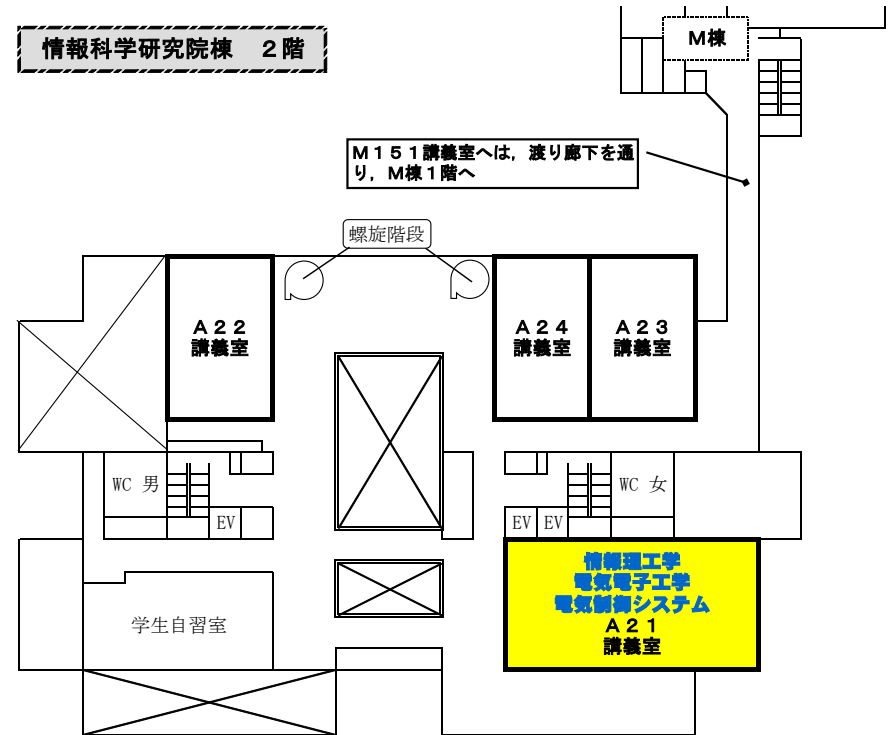 情報科学研究院棟　２階
Ｍ棟
Ｍ１５１講義室へは，渡り廊下を通
り，Ｍ棟１階へ
螺旋階段
Ａ２２
講義室
Ａ２４
講義室
Ａ２３
講義室
WC 男
EV
EV
EV
WC 女
学生自習室
情報理工学
電気電子工学
電気制御システム
Ａ２１
講義室